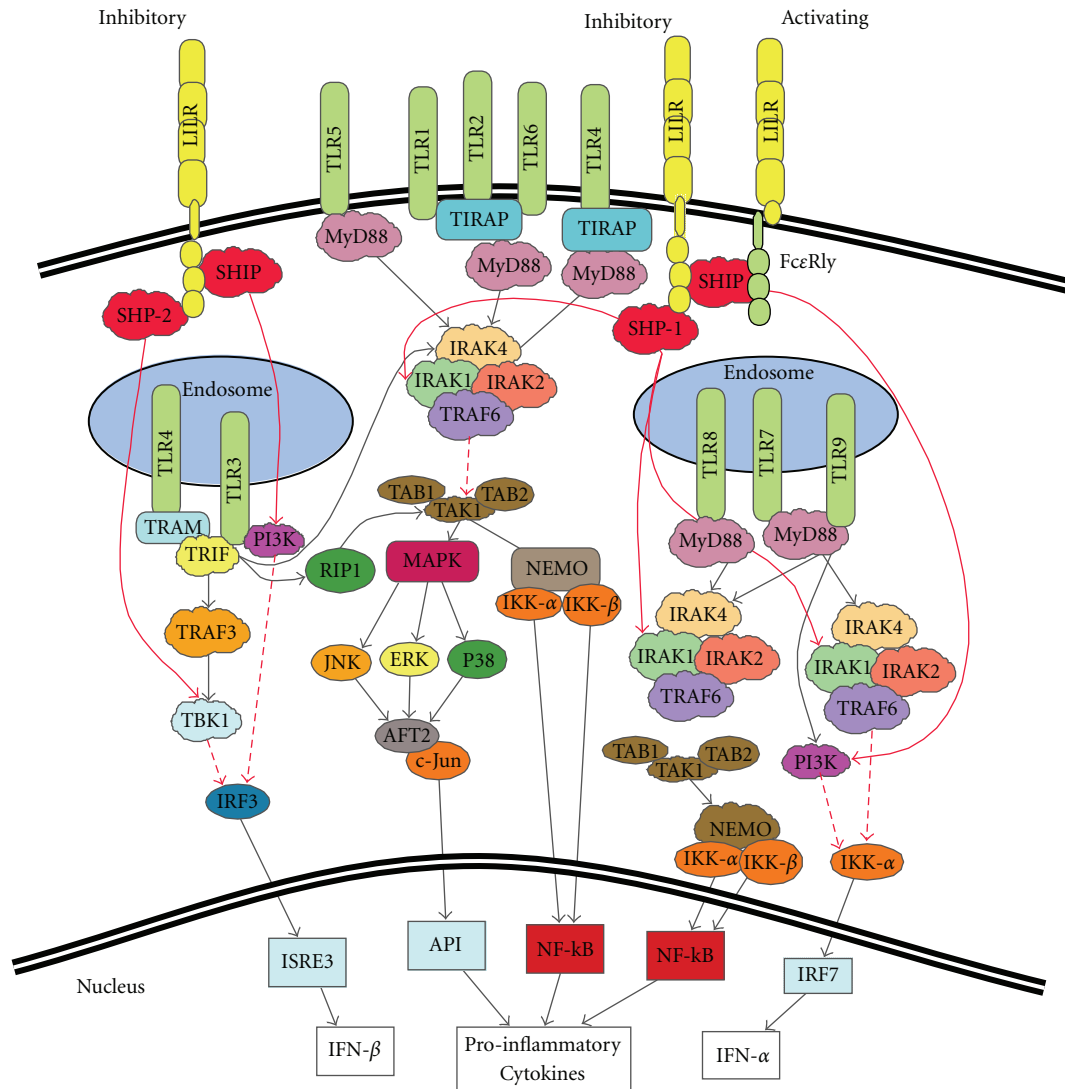 Inhibitory
Inhibitory
Activating
LILR
TLR5
TLR1
TLR2
TLR6
TLR4
LILR
LILR
TIRAP
TIRAP
MyD88
MyD88
MyD88
SHIP
SHP-2
SHIP
FcεRly
SHP-1
IRAK4
IRAK1
IRAK2
TRAF6
Endosome
TLR4
TLR3
Endosome
TLR8
TLR7
TLR9
TAB1
TAB2
TAK1
TRAM
TRIF
PI3K
RIP1
MAPK
NEMO
IKK-α
IKK-β
MyD88
MyD88
TRAF3
JNK
ERK
P38
IRAK4
IRAK1
IRAK2
TRAF6
IRAK4
IRAK1
IRAK2
TRAF6
TBK1
AFT2
c-Jun
TAB1
TAB2
TAK1
PI3K
IRF3
NEMO
IKK-α
IKK-β
IKK-α
Nucleus
ISRE3
API
NF-kB
NF-kB
IRF7
IFN-β
Pro-inflammatory
Cytokines
IFN-α